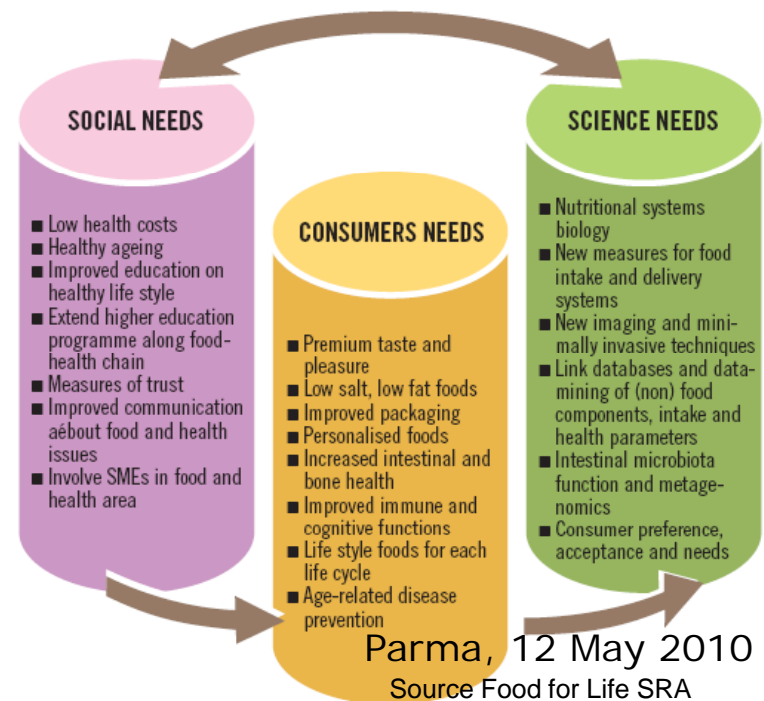 SOCIAL NEEDS
■ Low health costs
■ Healthy ageing
■ Improved education on
healthy life style
■ Extend higher education
programme along food-
health chain
■ Measures of trust
■ Improved communication
aébout food and health
issues
■ Involve SMEs in food and
health area
CONSUMERS NEEDS
■ Premium taste and
pleasure
■ Low salt, low fat foods
■ Improved packaging
■ Personalised foods
■ Increased intestinal and
bone health
■ Improved immune and
cognitive functions
■ Life style foods for each
life cycle
■ Age-related disease
prevention
SCIENCE NEEDS
■ Nutritional systems
biology
■ New measures for food
intake and delivery
systems
■ New imaging and mini-
mally invasive techniques
■ Link databases and data-
mining of (non) food
components, intake and
health parameters
■ Intestinal microbiota
function and metage-
nomics
■ Consumer preference,
acceptance and needs
Parma, 12 May 2010
Source Food for Life SRA